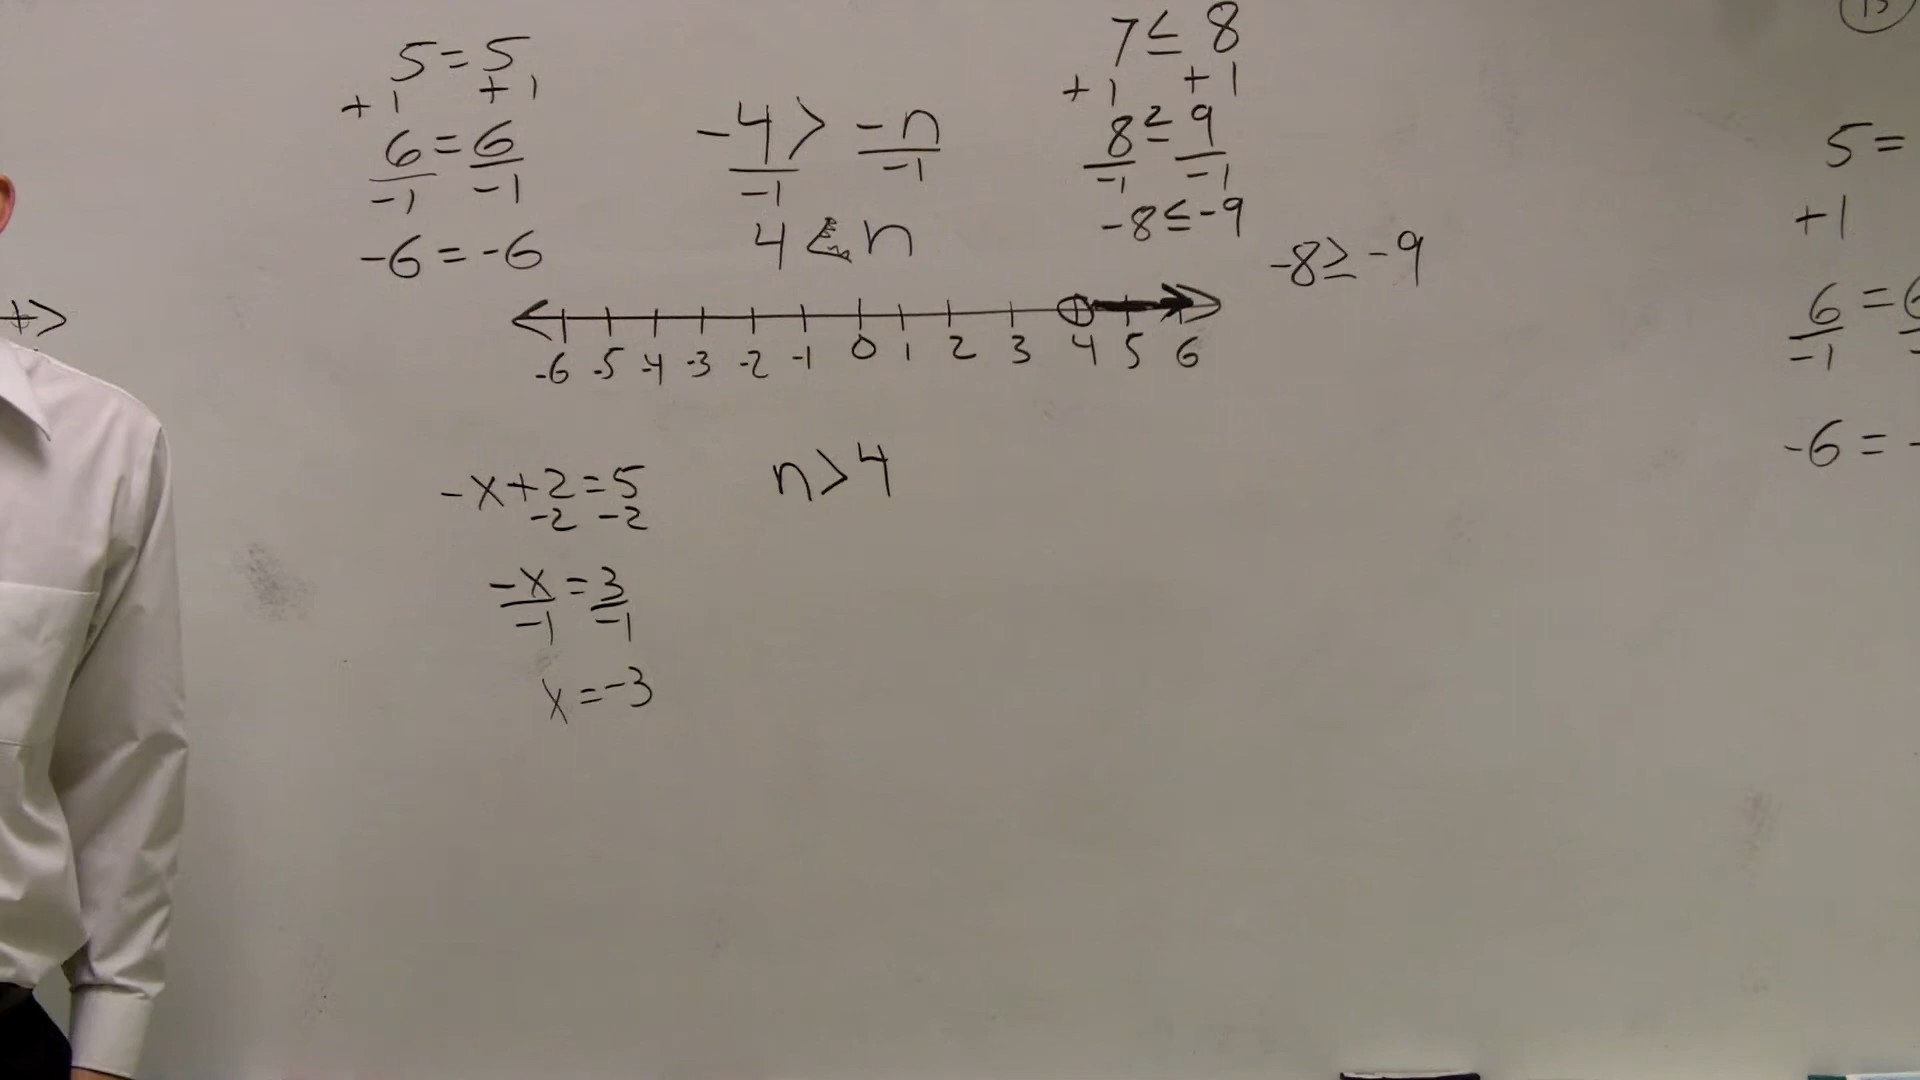 5=5
+1 +1
6=6
-1 -1
-6=-6
-4>-n
-1 -1
4<n
7≤8
+1 +1
8≤9
-1 -1
-8≤-9
-8≥-9
-6 -5 -4 -3 -2 -1 0 1 2 3 4 5 6
-x+2=5
-2 -2
-x=3
-1 -1
x=-3
n>4
5=
+1
6=6
-1
-6=-